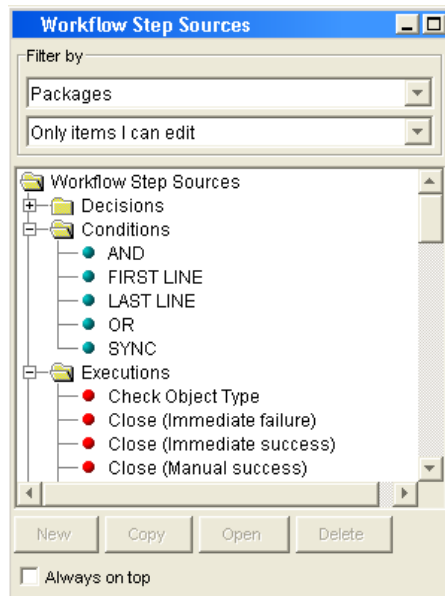 Workflow Step Sources
Filter by
Packages
Only items I can edit
Workflow Step Sources
Decisions
Conditions
AND
FIRST LINE
LAST LINE
OR
SYNC
Executions
Check Object Type
Close (Immediate failure)
Close (Immediate success)
Close (Manual success)
New Copy Open Delete
Always on top